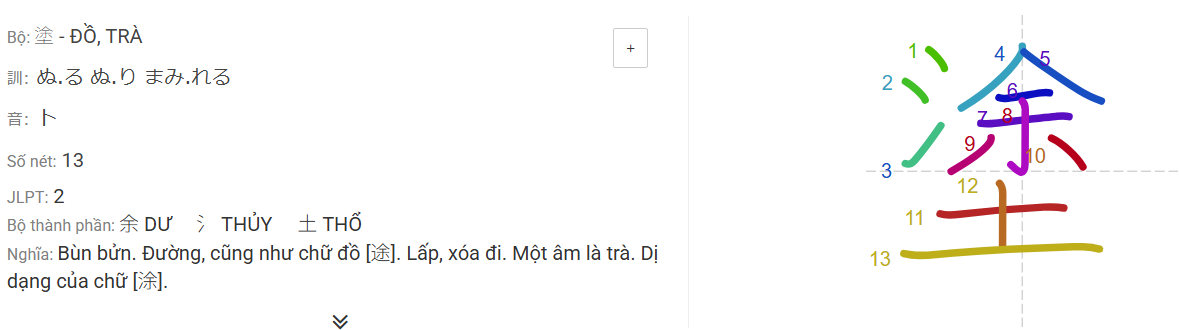 Bộ: 塗 - ĐỒ, TRÀ
+
訓: ぬ.る ぬ.り まみ.れる
音: ト
Số nét: 13
JLPT: 2
Bộ thành phần: 余 DƯ 氵 THỦY 土 THỔ
Nghĩa: Bùn bửn. Đường, cũng như chữ đồ [途]. Lấp, xóa đi. Một âm là trà. Dị
dạng của chữ [涂].
塗
1
4
5
2
6
7
8
9
10
3
12
11
13